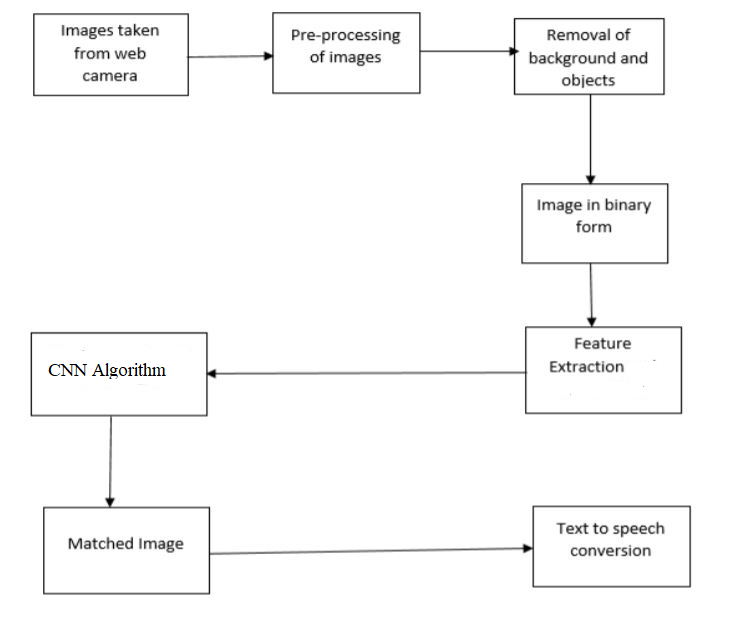 Images taken
from web
camera
Pre-processing
of images
Removal of
background and
objects
Image in binary
form
Feature
Extraction
CNN Algorithm
Matched Image
Text to speech
conversion